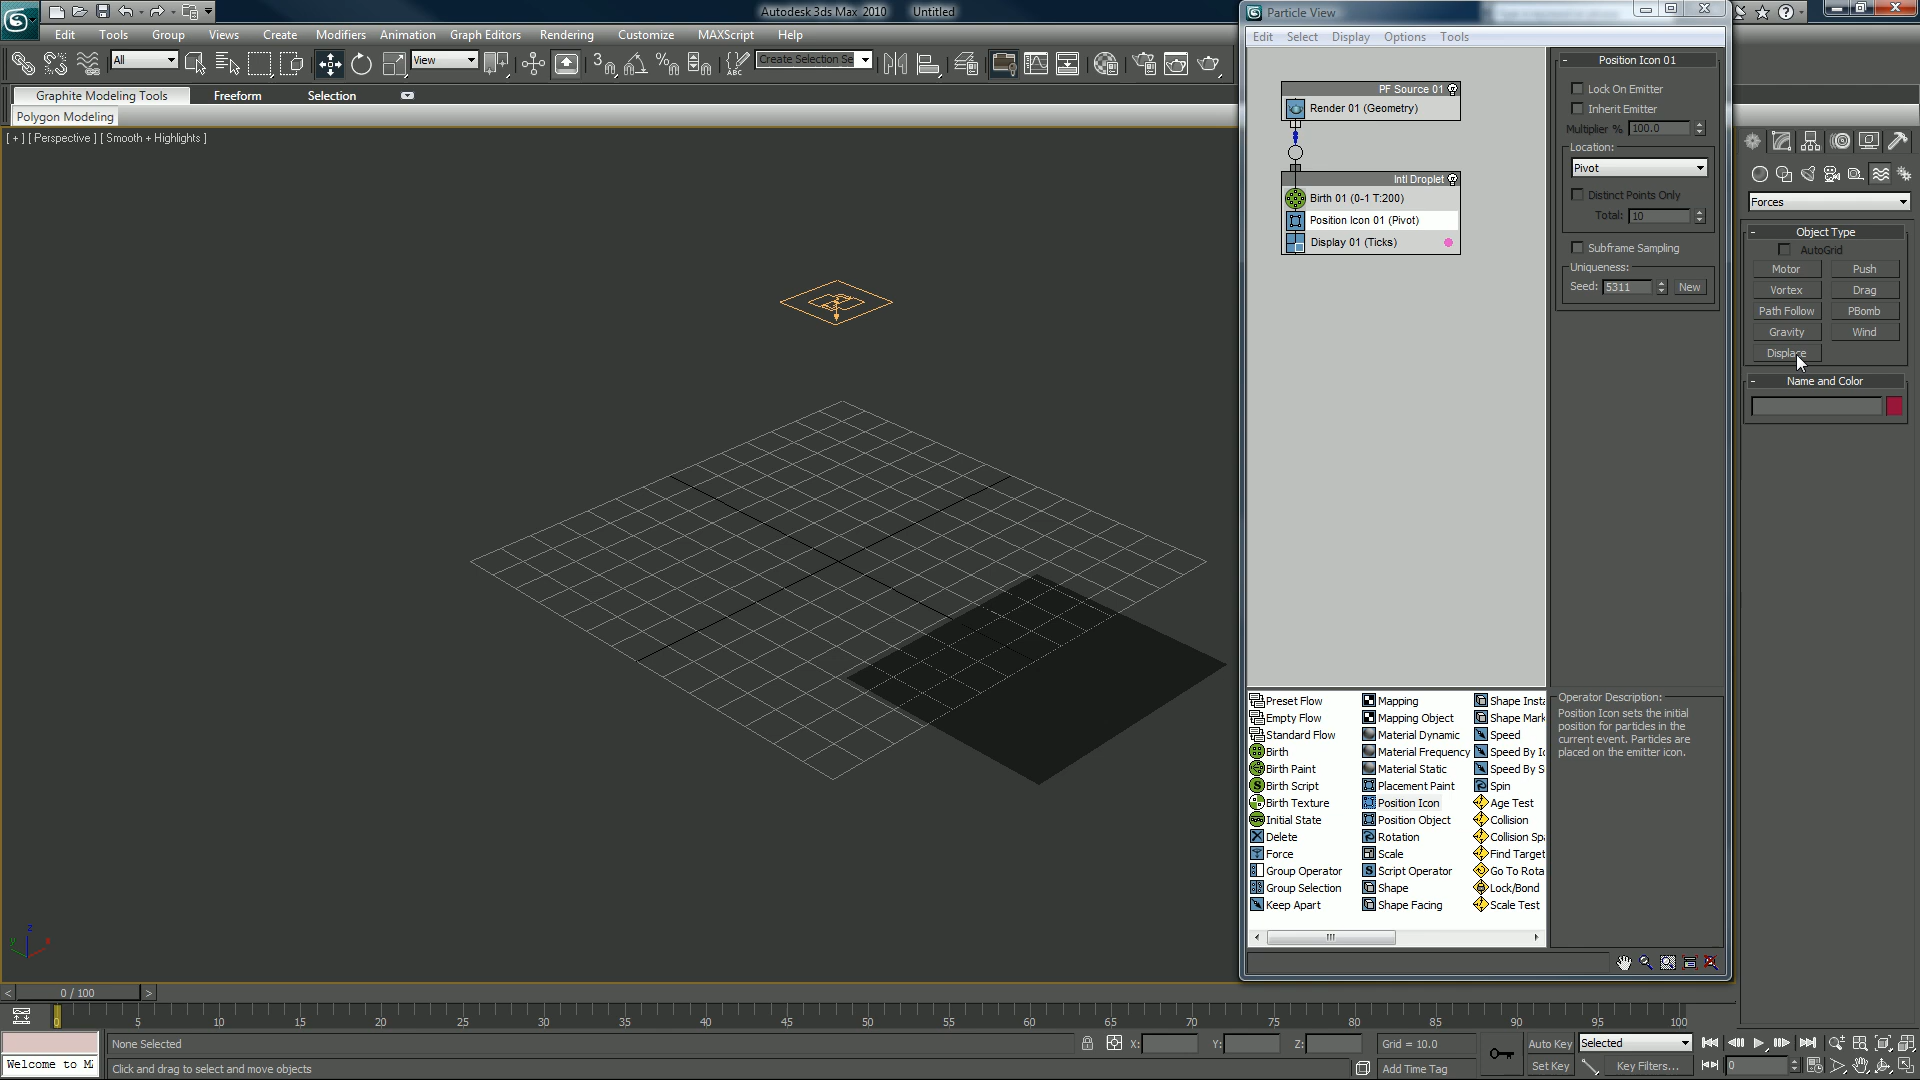 Autodesk 3ds Max 2010 Untitled
Edit Tools Group Views Create Modifiers Animation Graph Editors Rendering Customize MAXScript Help
All
View
Create Selection Se
Graphite Modeling Tools Freeform Selection
Polygon Modeling
[ + ] [ Perspective ] [ Smooth + Highlights ]
Particle View
Edit Select Display Options Tools
PF Source 01
Render 01 (Geometry)
Intl Droplet
Birth 01 (0-1 T:200)
Position Icon 01 (Pivot)
Display 01 (Ticks)
Position Icon 01
Lock On Emitter
Inherit Emitter
Multiplier % 100.0
Location:
Pivot
Distinct Points Only
Total: 10
Subframe Sampling
Uniqueness:
Seed: 5311 New
Forces
Object Type
AutoGrid
Motor Push
Vortex Drag
Path Follow PBomb
Gravity Wind
Displace
Name and Color
Preset Flow Mapping Shape Inst
Empty Flow Mapping Object Shape Mark
Standard Flow Material Dynamic Speed
Birth Material Frequency Speed By Ic
Birth Paint Material Static Speed By S
Birth Script Placement Paint Spin
Birth Texture Position Icon Age Test
Initial State Position Object Collision
Delete Rotation Collision Sp
Force Scale Find Target
Group Operator Script Operator Go To Rota
Group Selection Shape Lock/Bond
Keep Apart Shape Facing Scale Test
Operator Description:
Position Icon sets the initial
position for particles in the
current event. Particles are
placed on the emitter icon.
0 / 100
5 10 15 20 25 30 35 40 45 50 55 60 65 70 75 80 85 90 95 100
None Selected X: Y: Z: Grid = 10.0 Auto Key Selected
Welcome to M Click and drag to select and move objects Add Time Tag Set Key Key Filters... 0